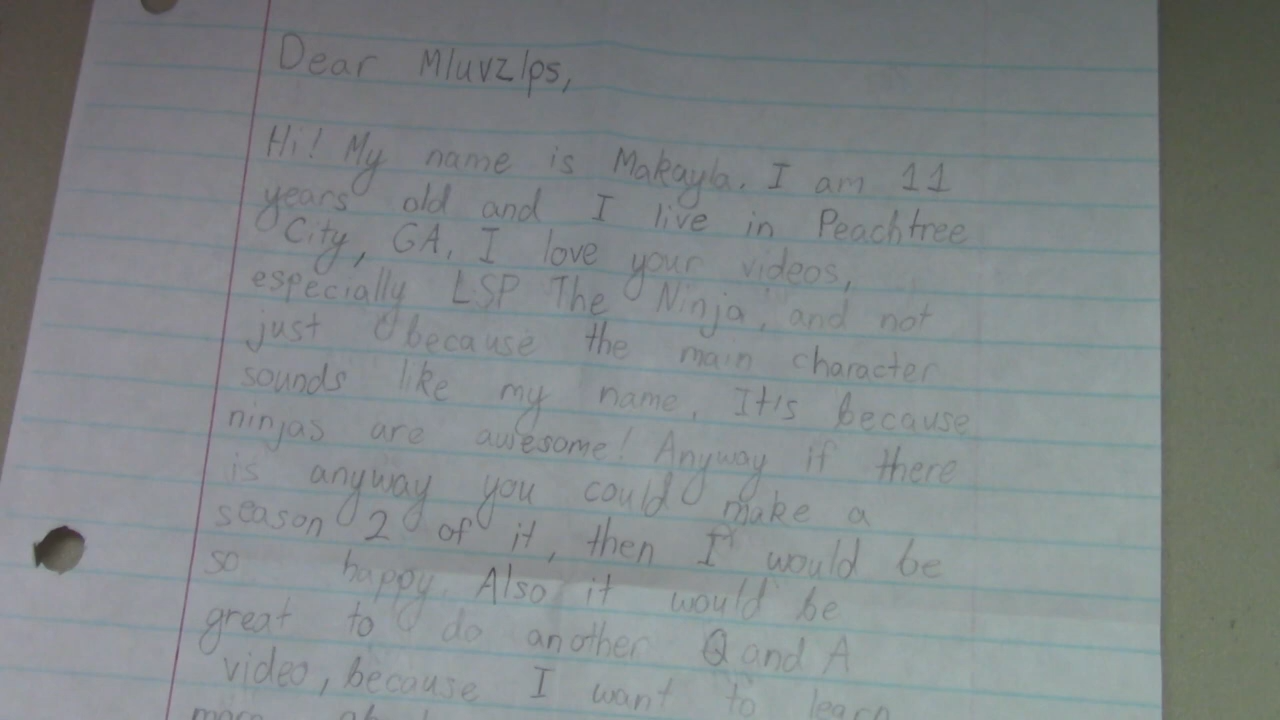 Dear Mluvzlps,
Hi! My name is Makayla. I am 11
years old and I live in Peachtree
City, GA. I love your videos,
especially LSP The Ninja, and not
just because the main character
sounds like my name. It's because
ninjas are awesome! Anyway if there
is anyway you could make a
season 2 of it, then I would be
so happy. Also it would be
great to do another Q and A
video, because I want to learn
more